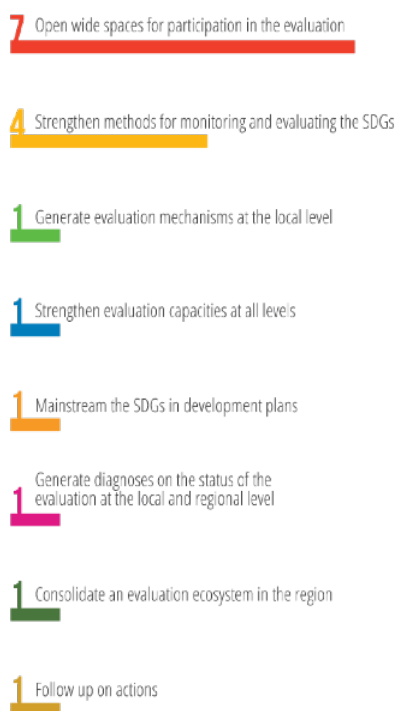 7 Open wide spaces for participation in the evaluation
4 Strengthen methods for monitoring and evaluating the SDGs
1 Generate evaluation mechanisms at the local level
1 Strengthen evaluation capacities at all levels
1 Mainstream the SDGs in development plans
1 Generate diagnoses on the status of the
evaluation at the local and regional level
1 Consolidate an evaluation ecosystem in the region
1 Follow up on actions